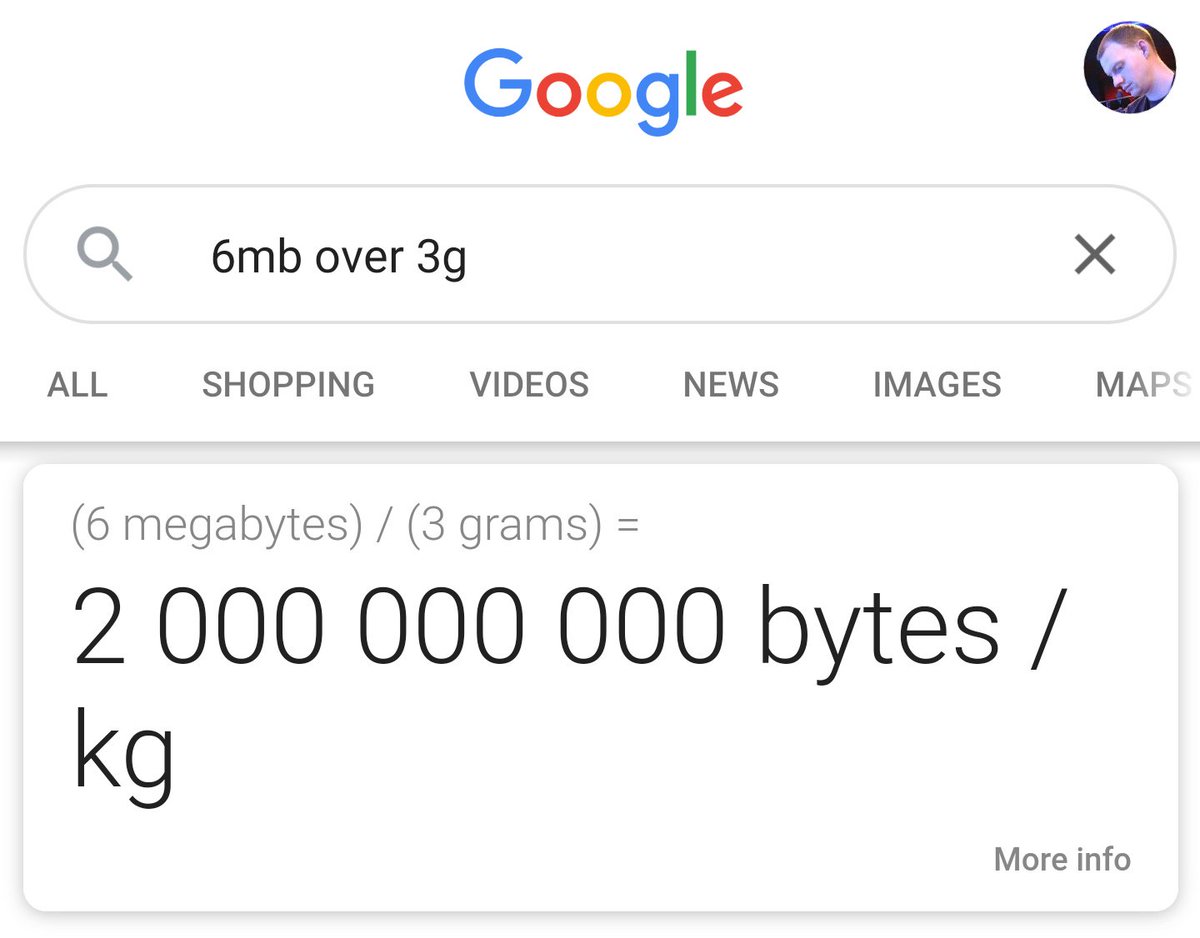 Google
6mb over 3g
ALL SHOPPING VIDEOS NEWS IMAGES MAPS
(6 megabytes) / (3 grams) =
2 000 000 000 bytes /
kg
More info